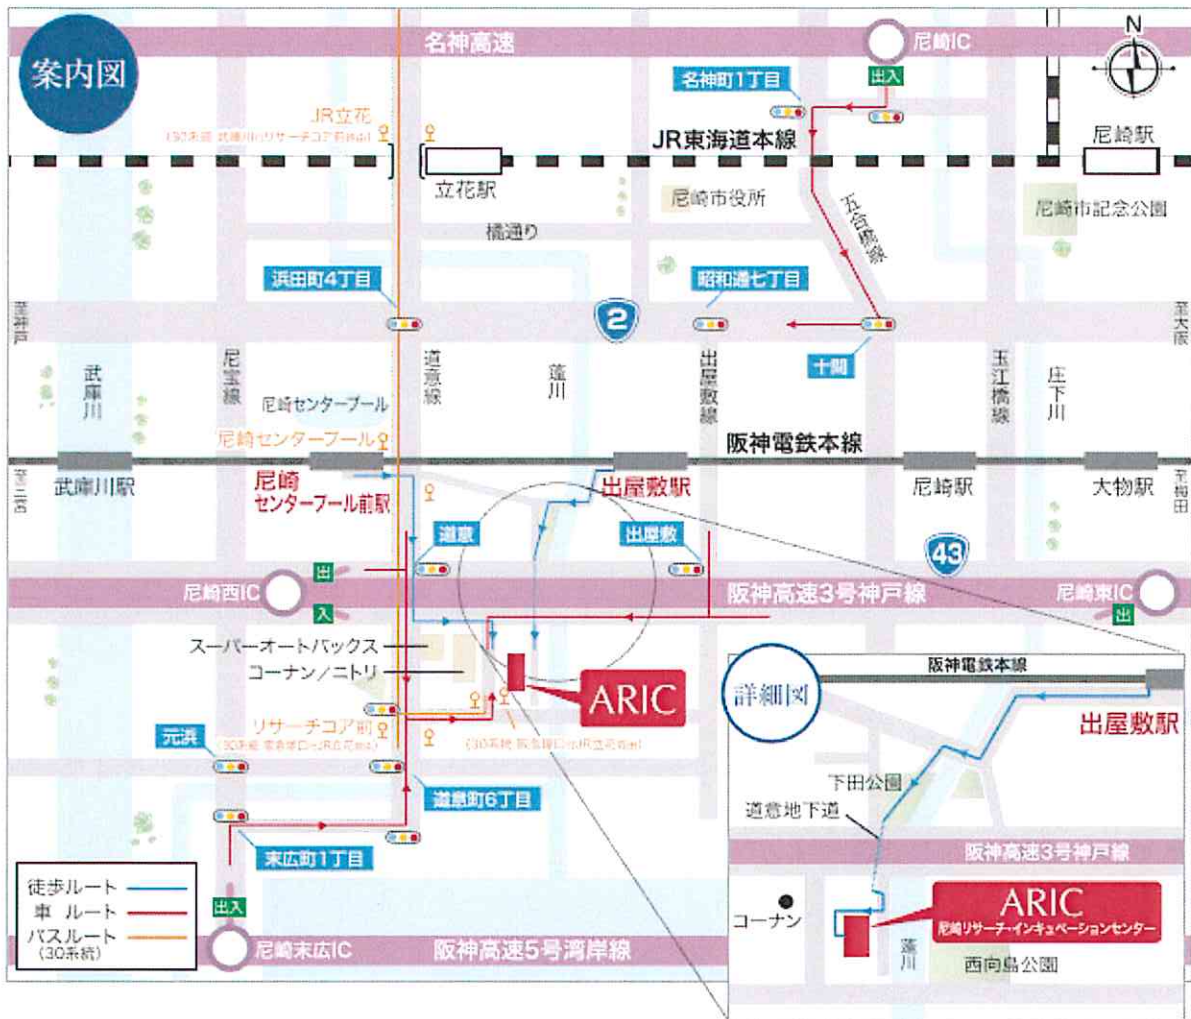 案内図
名神高速
尼崎IC
N
出入
名神町1丁目
JR立花
JR東海道本線
尼崎駅
立花駅
尼崎市役所
五合橋線
尼崎市記念公園
橘通り
浜田町4丁目
昭和通七丁目
至神戸
2
至大阪
武庫川
尼宝線
道意線
蓬川
出屋敷線
十間
玉江橋線
庄下川
尼崎センタープール
尼崎センタープール
阪神電鉄本線
至三宮
武庫川駅
尼崎
センタープール前駅
出屋敷駅
尼崎駅
大物駅
至梅田
道意
出屋敷
43
出
尼崎西IC
入
阪神高速3号神戸線
尼崎東IC
出
スーパーオートバックス
コーナン/ニトリ
ARIC
リサーチコア前
元浜
道意町6丁目
末広町1丁目
徒歩ルート
車 ルート
バスルート
(30系統)
出入
尼崎末広IC
阪神高速5号湾岸線
詳細図
阪神電鉄本線
出屋敷駅
下田公園
道意地下道
阪神高速3号神戸線
コーナン
ARIC
尼崎リサーチ・インキュベーションセンター
蓬川
西向島公園